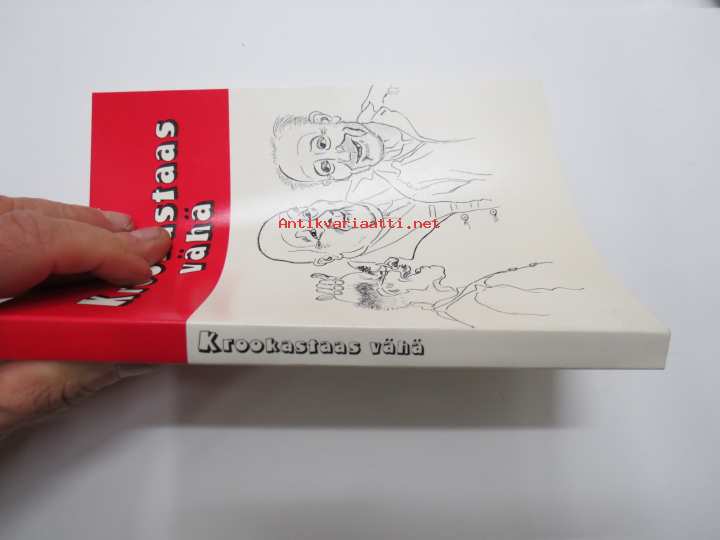 Krookastaas
vähä
Antikvariaatti.net
Krookastaas vähä